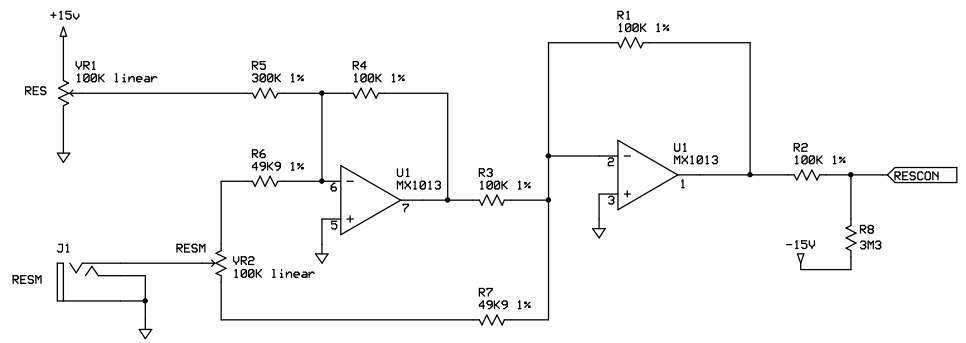 +15v
VR1
100K linear
RES
R5
300K 1%
R4
100K 1%
R1
100K 1%
R6
49K9 1%
6
5
7
U1
MX1013
R3
100K 1%
2
3
1
U1
MX1013
R2
100K 1%
RESCON
R8
3M3
-15V
J1
RESM
RESM
VR2
100K linear
R7
49K9 1%